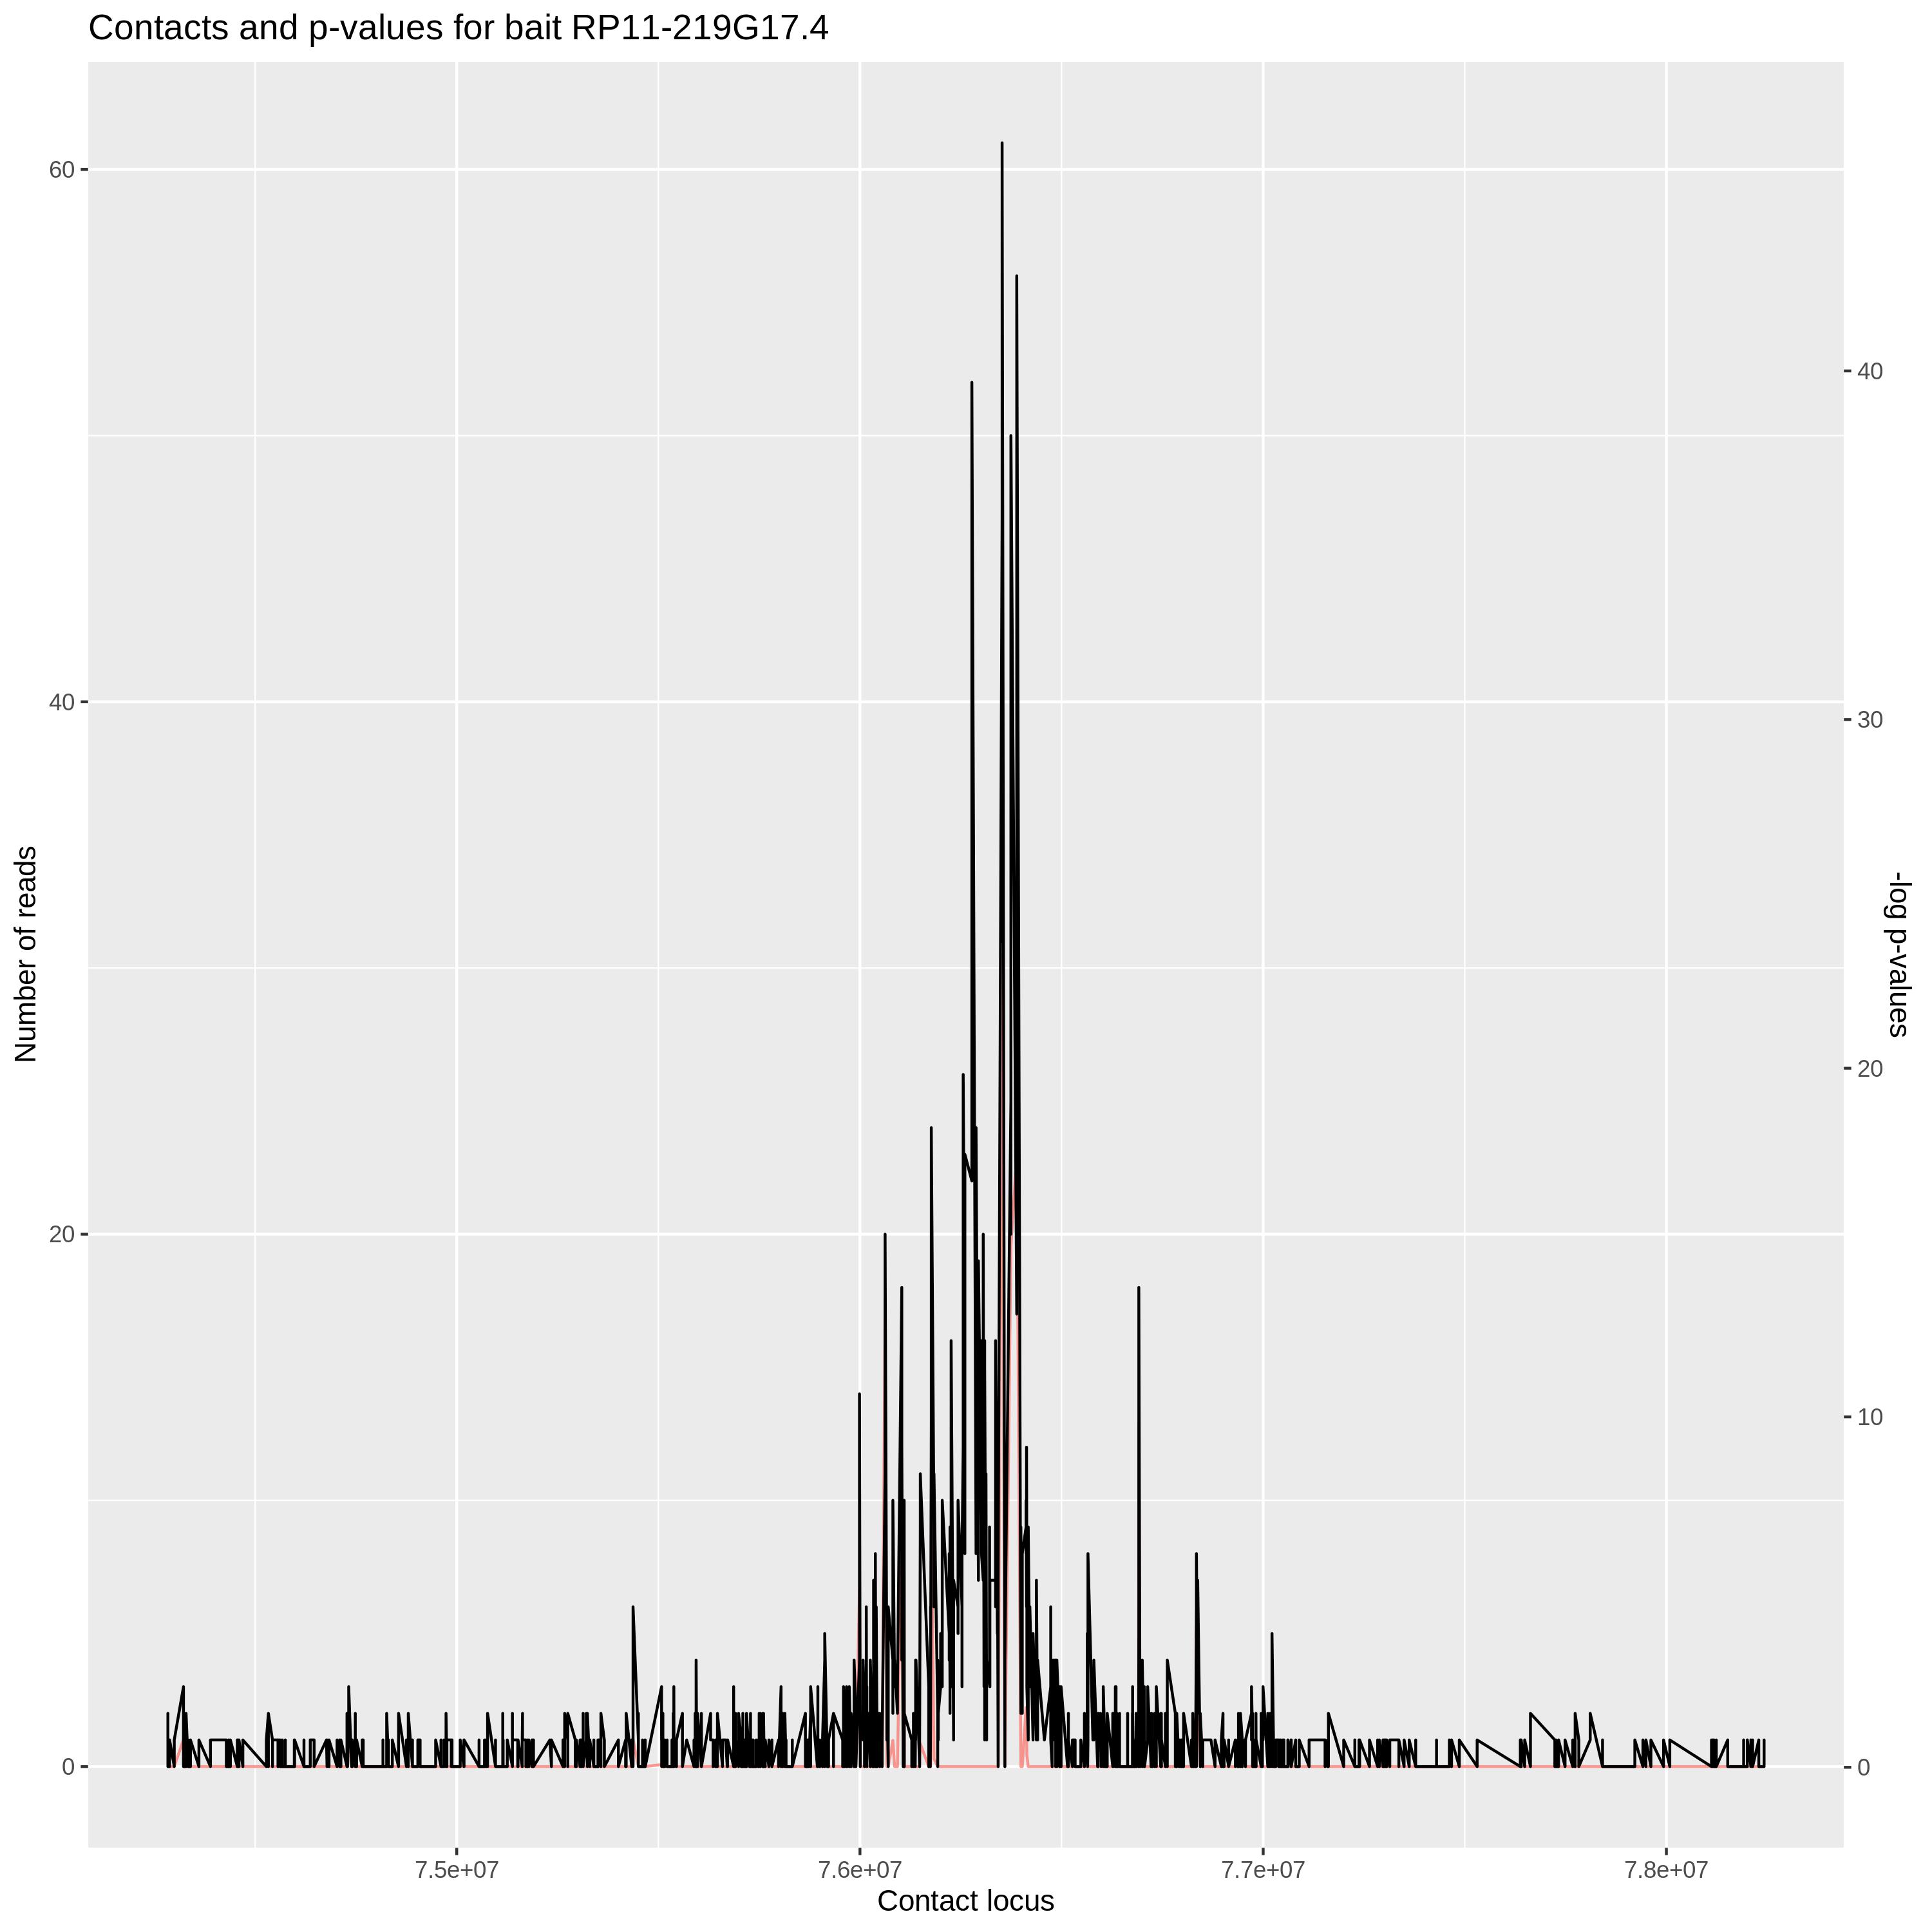 Contacts and p-values for bait RP11-219G17.4
60
40
20
0
Number of reads
40
30
20
10
0
-log p-values
7.5e+07
7.6e+07
7.7e+07
7.8e+07
Contact locus